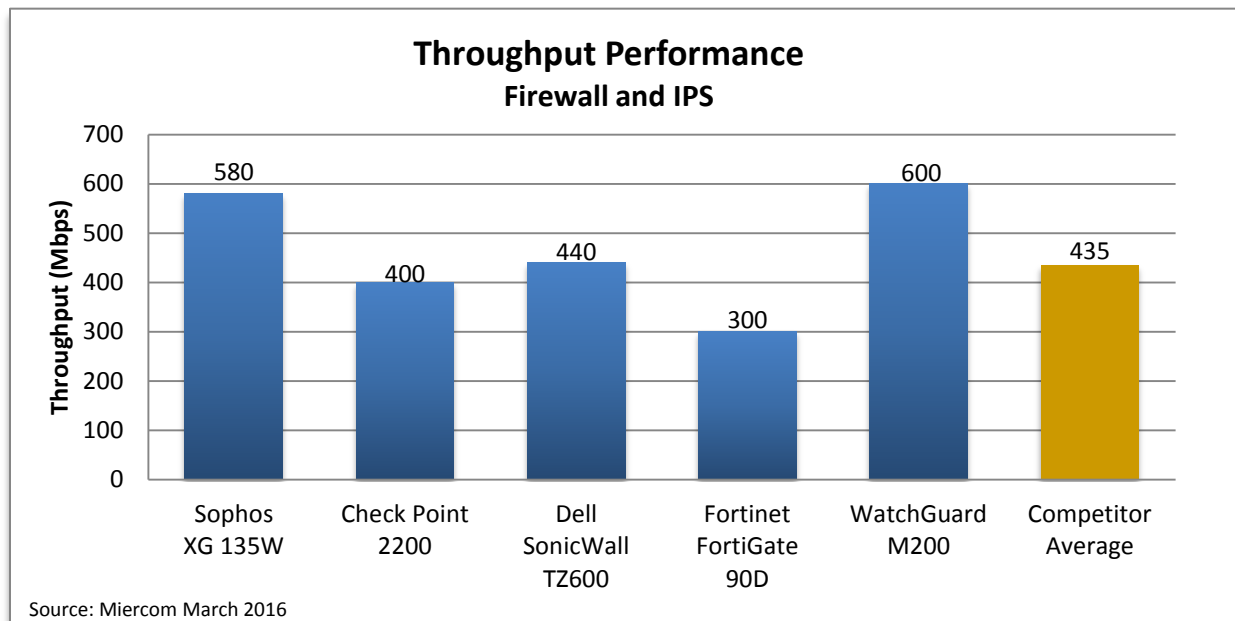 Throughput Performance
Firewall and IPS
Throughput (Mbps)
700
600
500
400
300
200
100
0
580
400
440
300
600
435
Sophos
XG 135W
Check Point
2200
Dell
SonicWall
TZ600
Fortinet
FortiGate
90D
WatchGuard
M200
Competitor
Average
Source: Miercom March 2016